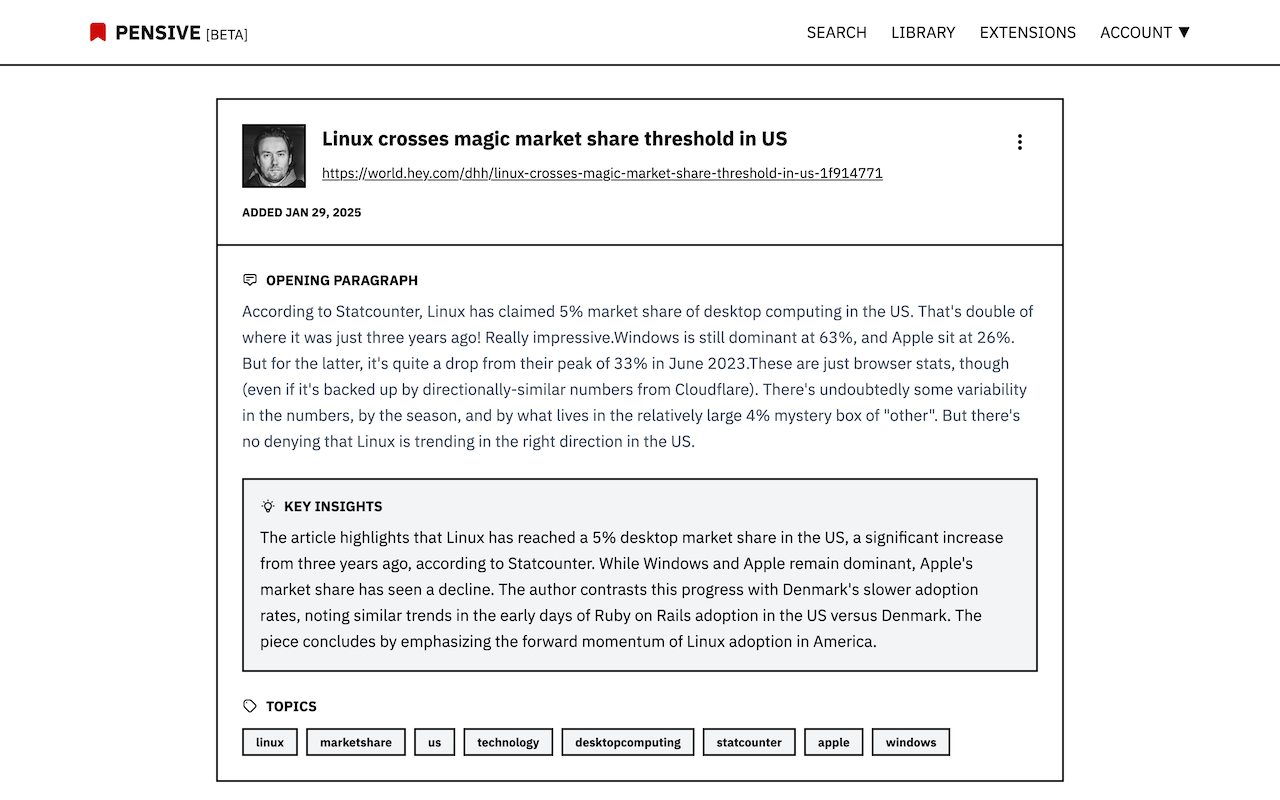 PENSIVE [BETA]
SEARCH LIBRARY EXTENSIONS ACCOUNT ▼
Linux crosses magic market share threshold in US
https://world.hey.com/dhh/linux-crosses-magic-market-share-threshold-in-us-1f914771
ADDED JAN 29, 2025
OPENING PARAGRAPH
According to Statcounter, Linux has claimed 5% market share of desktop computing in the US. That's double of
where it was just three years ago! Really impressive.Windows is still dominant at 63%, and Apple sit at 26%.
But for the latter, it's quite a drop from their peak of 33% in June 2023.These are just browser stats, though
(even if it's backed up by directionally-similar numbers from Cloudflare). There's undoubtedly some variability
in the numbers, by the season, and by what lives in the relatively large 4% mystery box of "other". But there's
no denying that Linux is trending in the right direction in the US.
KEY INSIGHTS
The article highlights that Linux has reached a 5% desktop market share in the US, a significant increase
from three years ago, according to Statcounter. While Windows and Apple remain dominant, Apple's
market share has seen a decline. The author contrasts this progress with Denmark's slower adoption
rates, noting similar trends in the early days of Ruby on Rails adoption in the US versus Denmark. The
piece concludes by emphasizing the forward momentum of Linux adoption in America.
TOPICS
linux marketshare us technology desktopcomputing statcounter apple windows